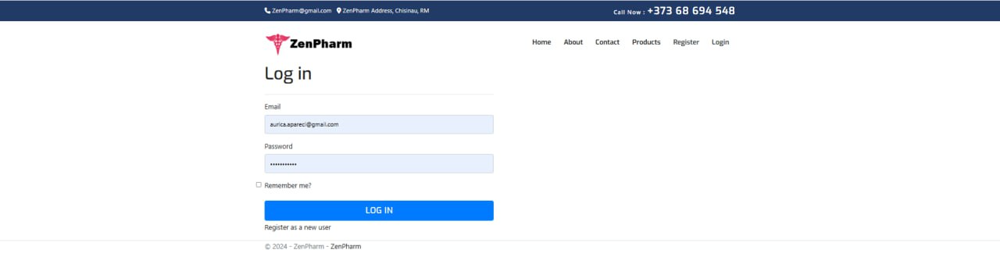 ZenPharm@gmail.com ZenPharm Address, Chisinau, RM Call Now : +373 68 694 548
ZenPharm Home About Contact Products Register Login
Log in
Email
aurica.apareci@gmail.com
Password
•••••••••••
Remember me?
LOG IN
Register as a new user
© 2024 - ZenPharm - ZenPharm